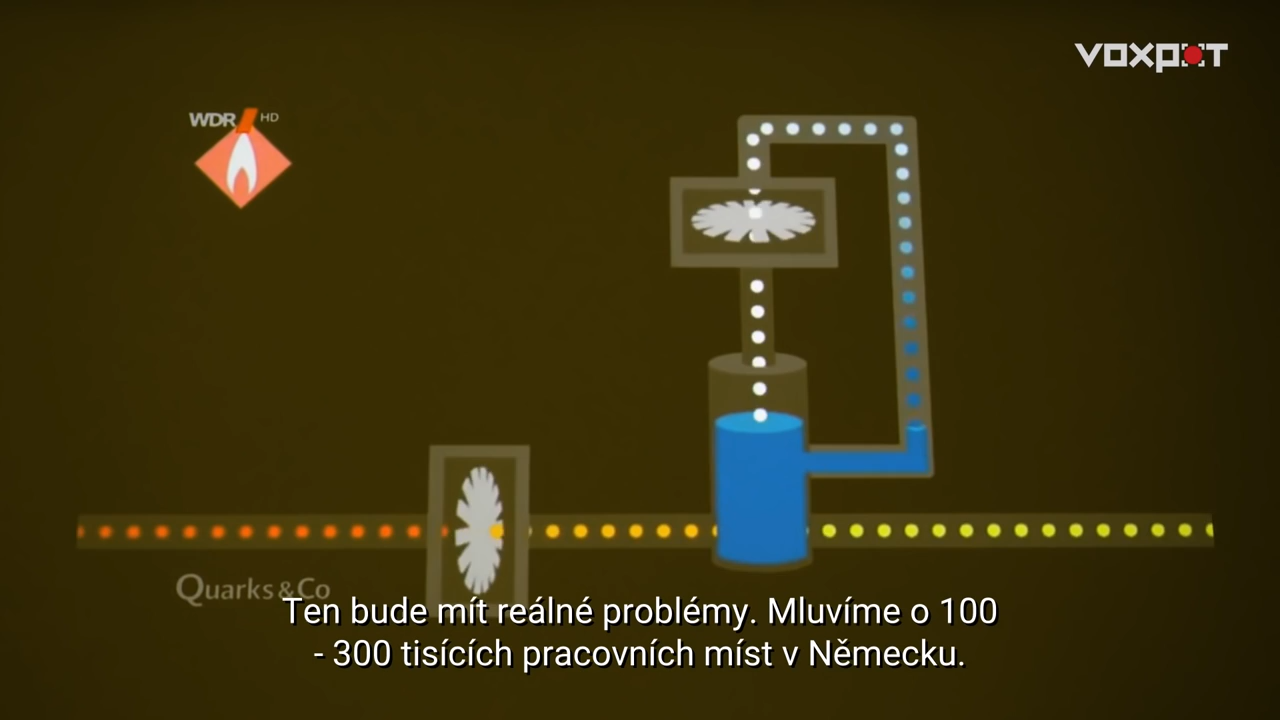 voxpot
WDR HD
Quarks & Co
Ten bude mít reálné problémy. Mluvíme o 100
- 300 tisících pracovních míst v Německu.